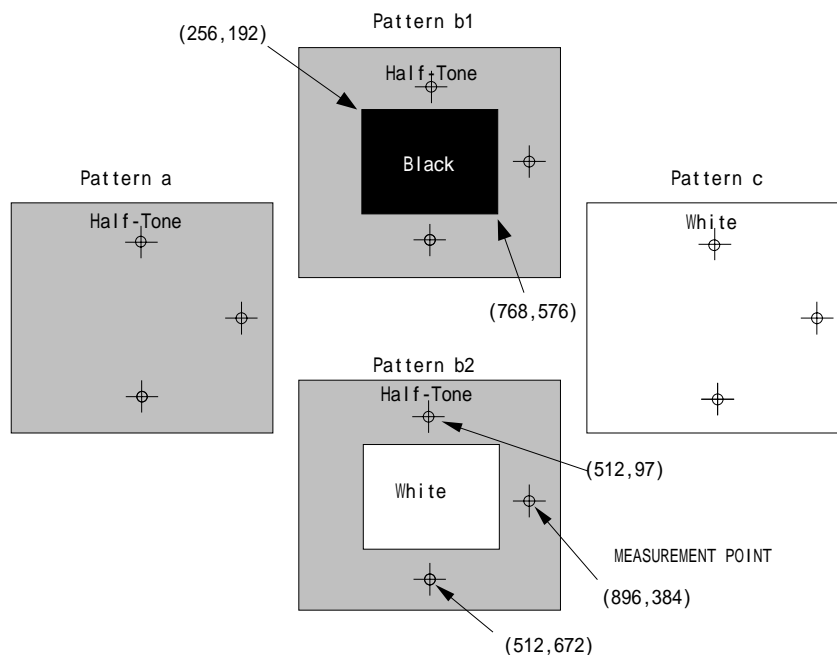 Pattern b1
(256,192)
Half-Tone
Black
Pattern a
Half-Tone
Pattern c
White
(768,576)
Pattern b2
Half-Tone
(512,97)
White
MEASUREMENT POINT
(896,384)
(512,672)